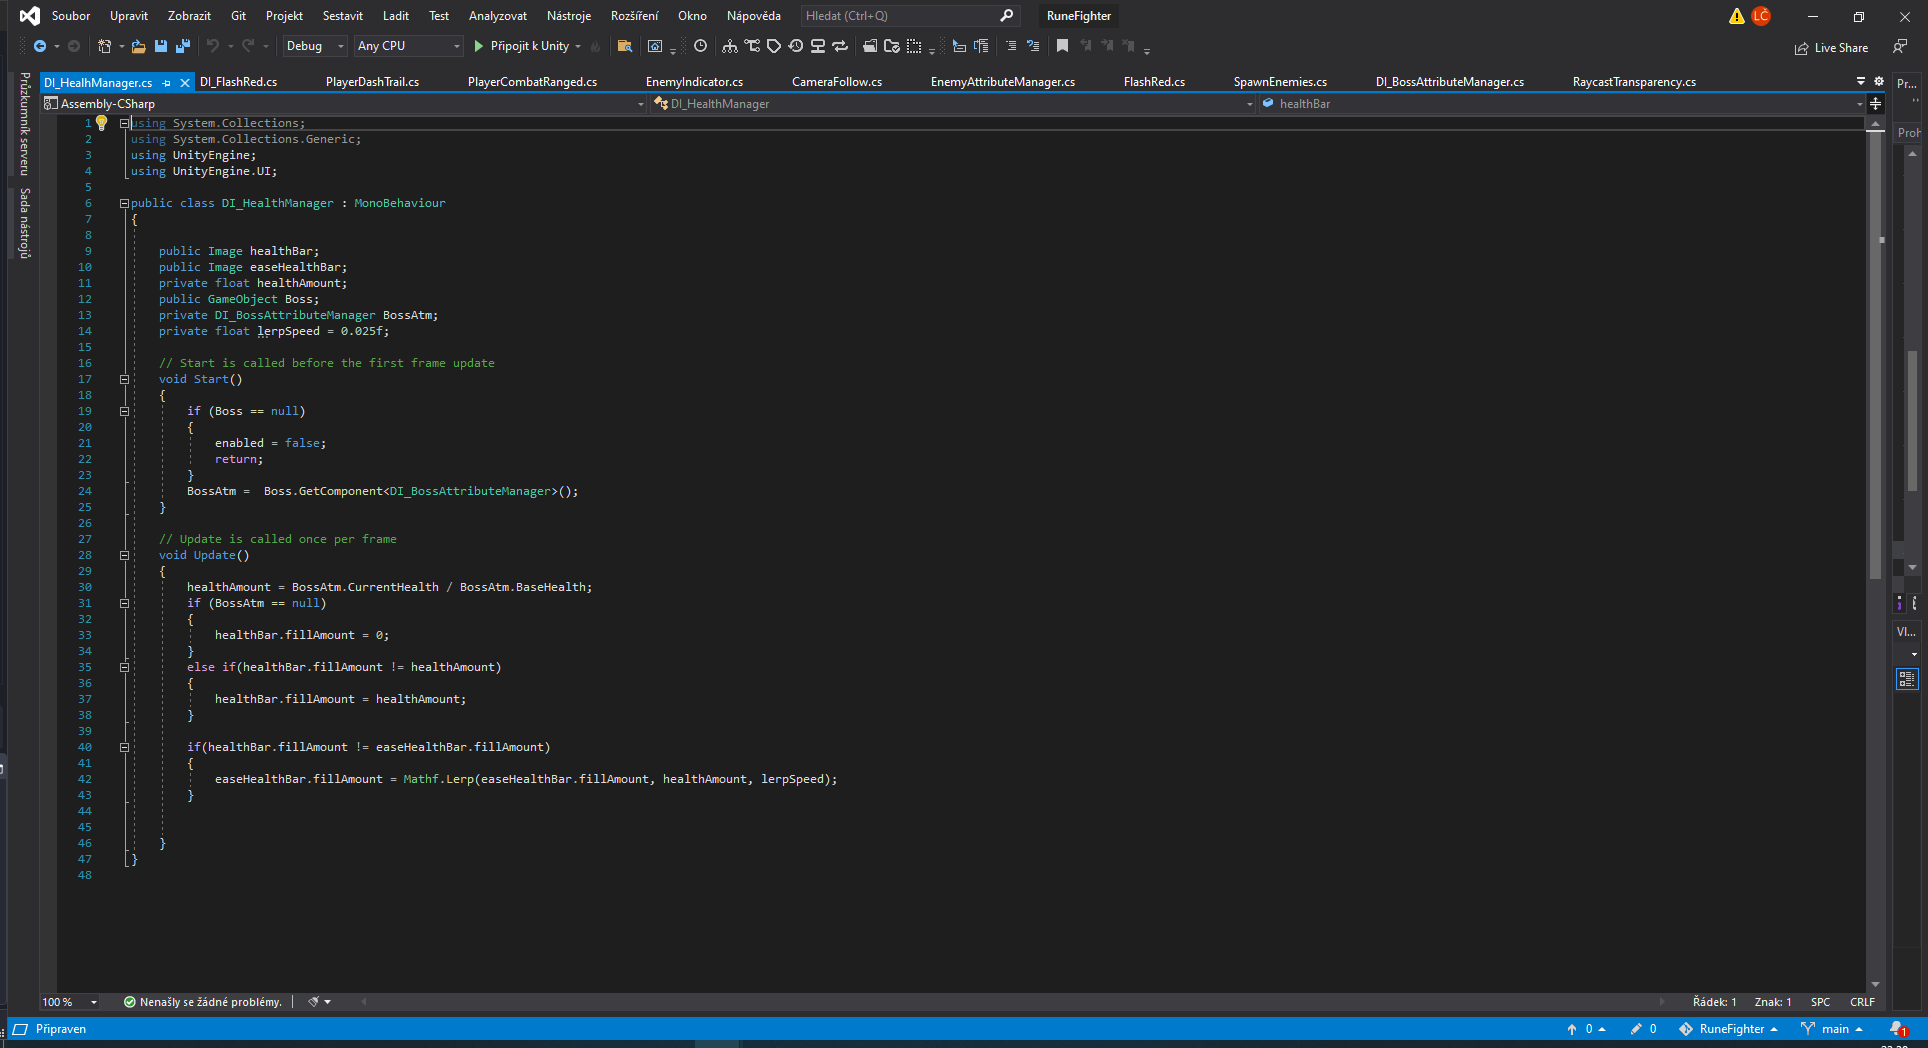 Soubor Upravit Zobrazit Git Projekt Sestavit Ladit Test Analyzovat Nástroje Rozšíření Okno Nápověda Hledat (Ctrl+Q) RuneFighter LC
Debug Any CPU Připojit k Unity Live Share
DI_HealhManager.cs DI_FlashRed.cs PlayerDashTrail.cs PlayerCombatRanged.cs EnemyIndicator.cs CameraFollow.cs EnemyAttributeManager.cs FlashRed.cs SpawnEnemies.cs DI_BossAttributeManager.cs RaycastTransparency.cs
Assembly-CSharp DI_HealthManager healthBar
Průzkumník serveru
Sada nástrojů
Pr...
Proh
Vl...
1 using System.Collections;
2 using System.Collections.Generic;
3 using UnityEngine;
4 using UnityEngine.UI;
5
6 public class DI_HealthManager : MonoBehaviour
7 {
8
9 public Image healthBar;
10 public Image easeHealthBar;
11 private float healthAmount;
12 public GameObject Boss;
13 private DI_BossAttributeManager BossAtm;
14 private float lerpSpeed = 0.025f;
15
16 // Start is called before the first frame update
17 void Start()
18 {
19 if (Boss == null)
20 {
21 enabled = false;
22 return;
23 }
24 BossAtm =  Boss.GetComponent<DI_BossAttributeManager>();
25 }
26
27 // Update is called once per frame
28 void Update()
29 {
30 healthAmount = BossAtm.CurrentHealth / BossAtm.BaseHealth;
31 if (BossAtm == null)
32 {
33 healthBar.fillAmount = 0;
34 }
35 else if(healthBar.fillAmount != healthAmount)
36 {
37 healthBar.fillAmount = healthAmount;
38 }
39
40 if(healthBar.fillAmount != easeHealthBar.fillAmount)
41 {
42 easeHealthBar.fillAmount = Mathf.Lerp(easeHealthBar.fillAmount, healthAmount, lerpSpeed);
43 }
44
45
46 }
47 }
48
100 % Nenašly se žádné problémy. Řádek: 1 Znak: 1 SPC CRLF
Připraven 0 0 RuneFighter main 1